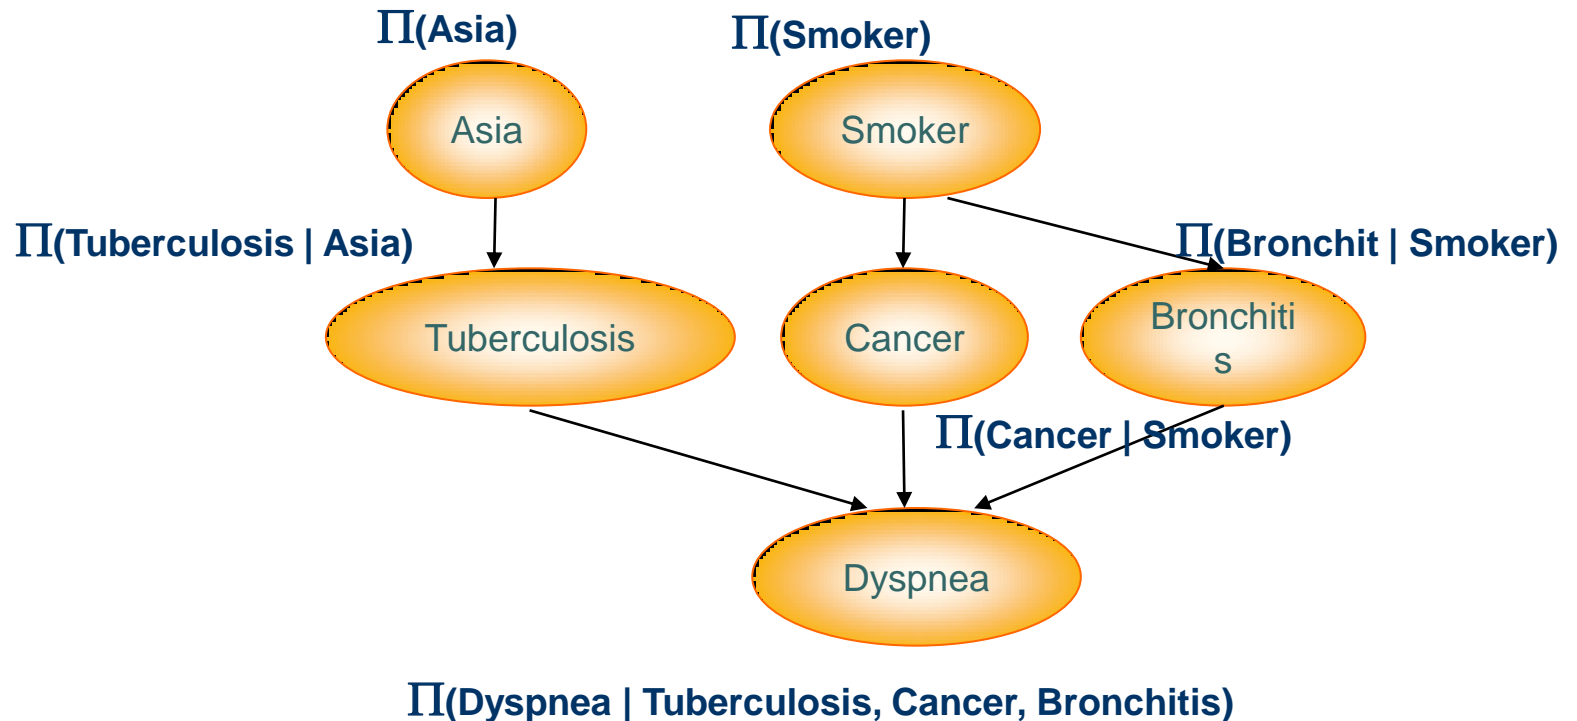 Π(Asia)
Π(Smoker)
Asia
Smoker
Π(Tuberculosis | Asia)
Π(Bronchit | Smoker)
Tuberculosis
Cancer
Bronchiti
s
Π(Cancer | Smoker)
Dyspnea
Π(Dyspnea | Tuberculosis, Cancer, Bronchitis)